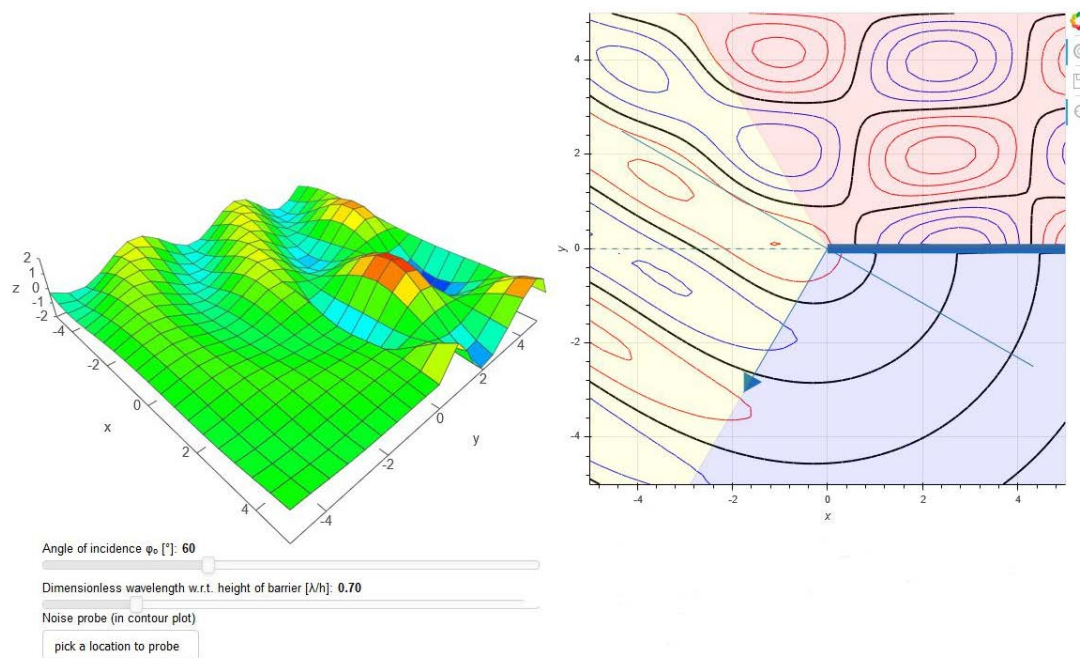 2
1
0
-1
-2
z
-4
-2
0
2
4
x
-4
-2
0
2
4
y
Angle of incidence φ₀ [°]: 60
Dimensionless wavelength w.r.t. height of barrier [λ/h]: 0.70
Noise probe (in contour plot)
pick a location to probe
4
2
0
-2
-4
y
-4
-2
0
2
4
x